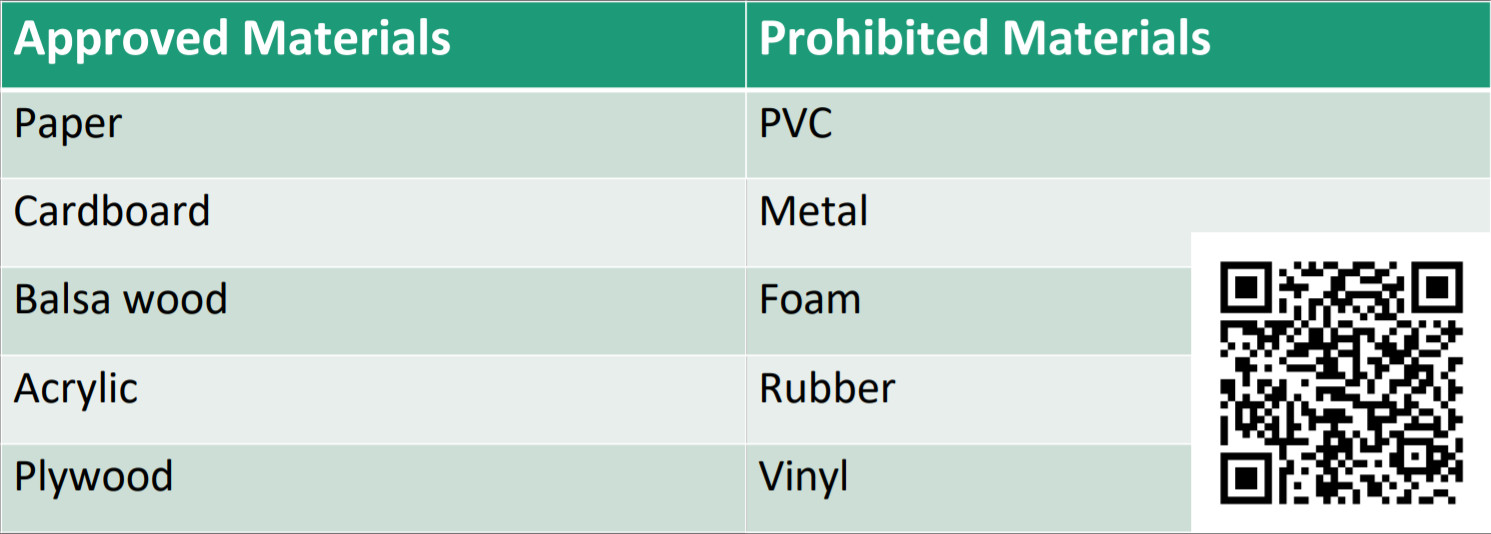 Approved Materials Prohibited Materials
Paper PVC
Cardboard Metal
Balsa wood Foam
Acrylic Rubber
Plywood Vinyl